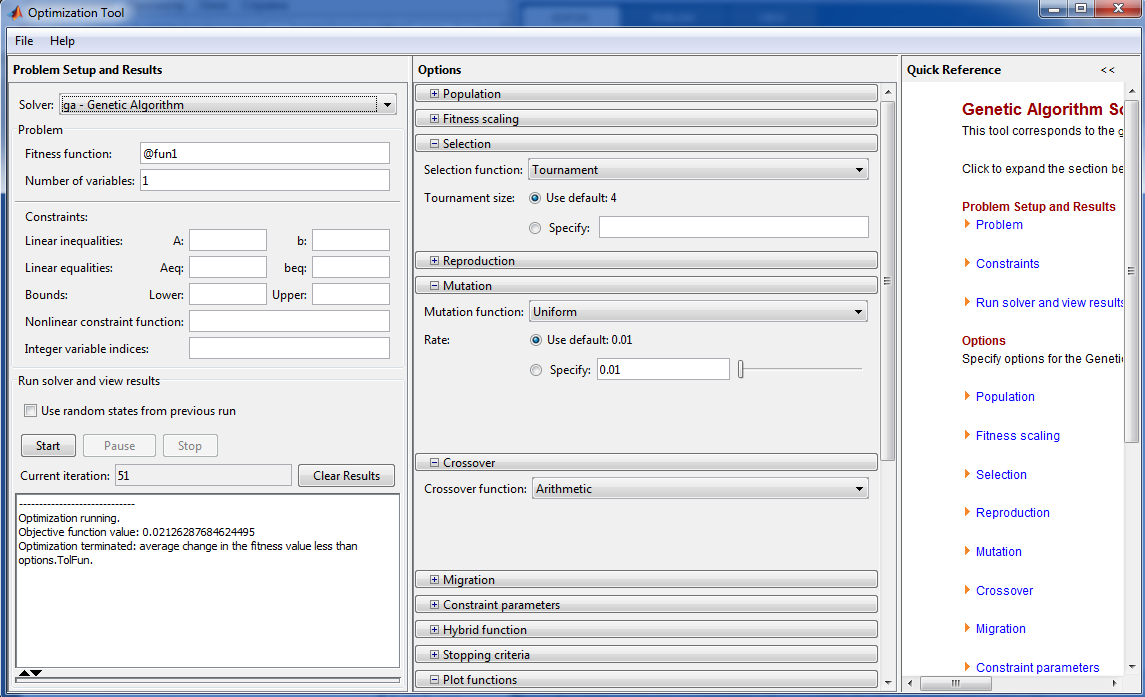 Optimization Tool
File Help
Problem Setup and Results
Solver: ga - Genetic Algorithm
Problem
Fitness function: @fun1
Number of variables: 1
Constraints:
Linear inequalities: A: b:
Linear equalities: Aeq: beq:
Bounds: Lower: Upper:
Nonlinear constraint function:
Integer variable indices:
Run solver and view results
Use random states from previous run
Start Pause Stop
Current iteration: 51 Clear Results
------------------------------
Optimization running.
Objective function value: 0.02126287684624495
Optimization terminated: average change in the fitness value less than
options.TolFun.
Options
Population
Fitness scaling
Selection
Selection function: Tournament
Tournament size: Use default: 4
Specify:
Reproduction
Mutation
Mutation function: Uniform
Rate: Use default: 0.01
Specify: 0.01
Crossover
Crossover function: Arithmetic
Migration
Constraint parameters
Hybrid function
Stopping criteria
Plot functions
Quick Reference <<
Genetic Algorithm
This tool corresponds to the
Click to expand the section
Problem Setup and Results
Problem
Constraints
Run solver and view results
Options
Specify options for the
Population
Fitness scaling
Selection
Reproduction
Mutation
Crossover
Migration
Constraint parameters